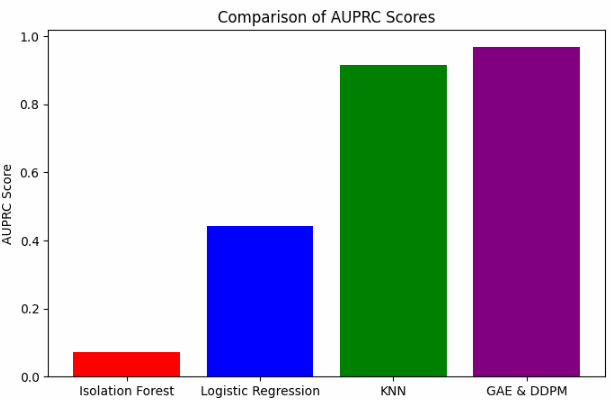 Comparison of AUPRC Scores
AUPRC Score
1.0
0.8
0.6
0.4
0.2
0.0
Isolation Forest
Logistic Regression
KNN
GAE & DDPM